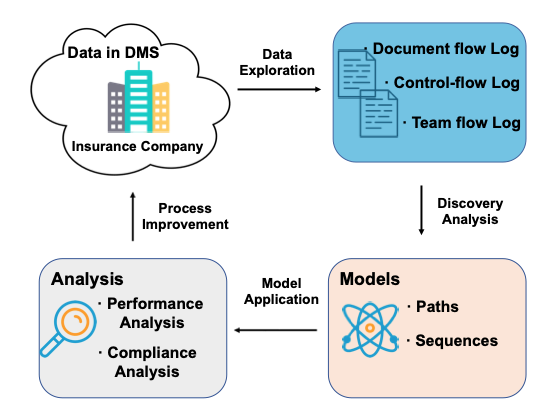 Data in DMS
Insurance Company
Data
Exploration
· Document flow Log
· Control-flow Log
· Team flow Log
Discovery
Analysis
Models
· Paths
· Sequences
Model
Application
Analysis
· Performance
Analysis
· Compliance
Analysis
Process
Improvement